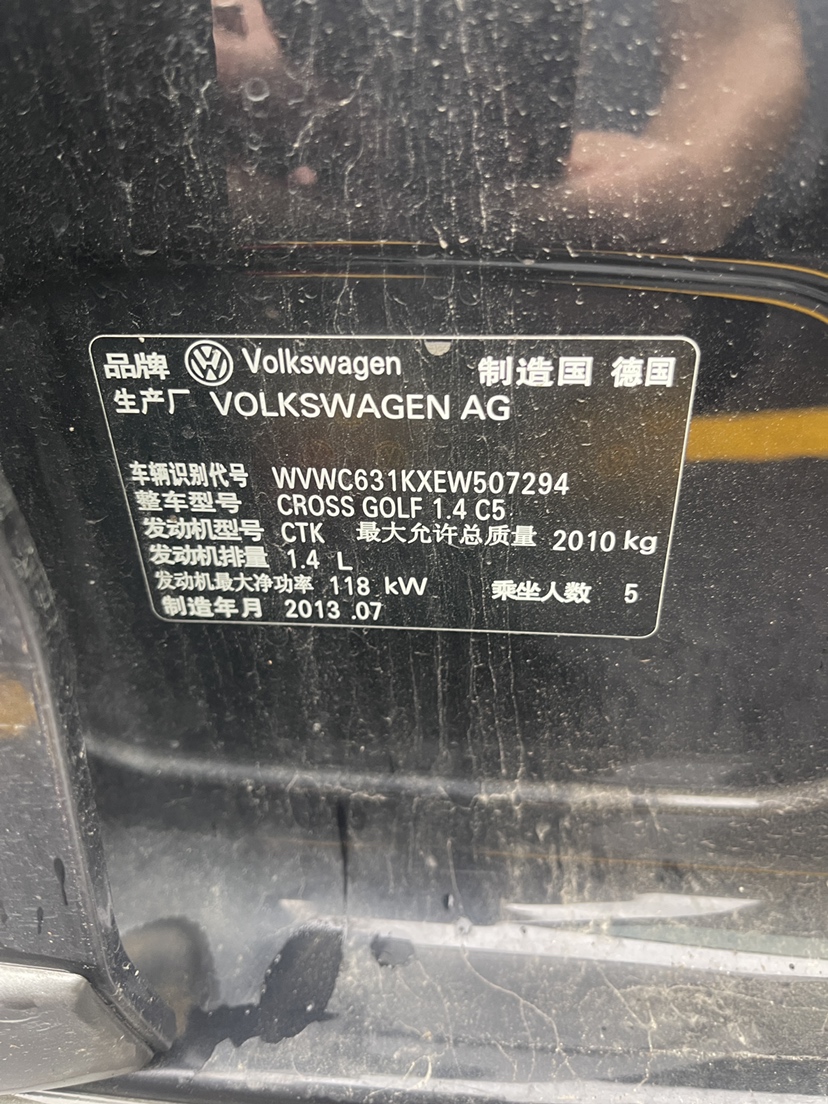 品牌 Volkswagen 制造国 德国
生产厂 VOLKSWAGEN AG
车辆识别代号 WVWC631KXEW507294
整车型号 CROSS GOLF 1.4 C5
发动机型号 CTK 最大允许总质量 2010 kg
发动机排量 1.4 L
发动机最大净功率 118 kW 乘坐人数 5
制造年月 2013 .07